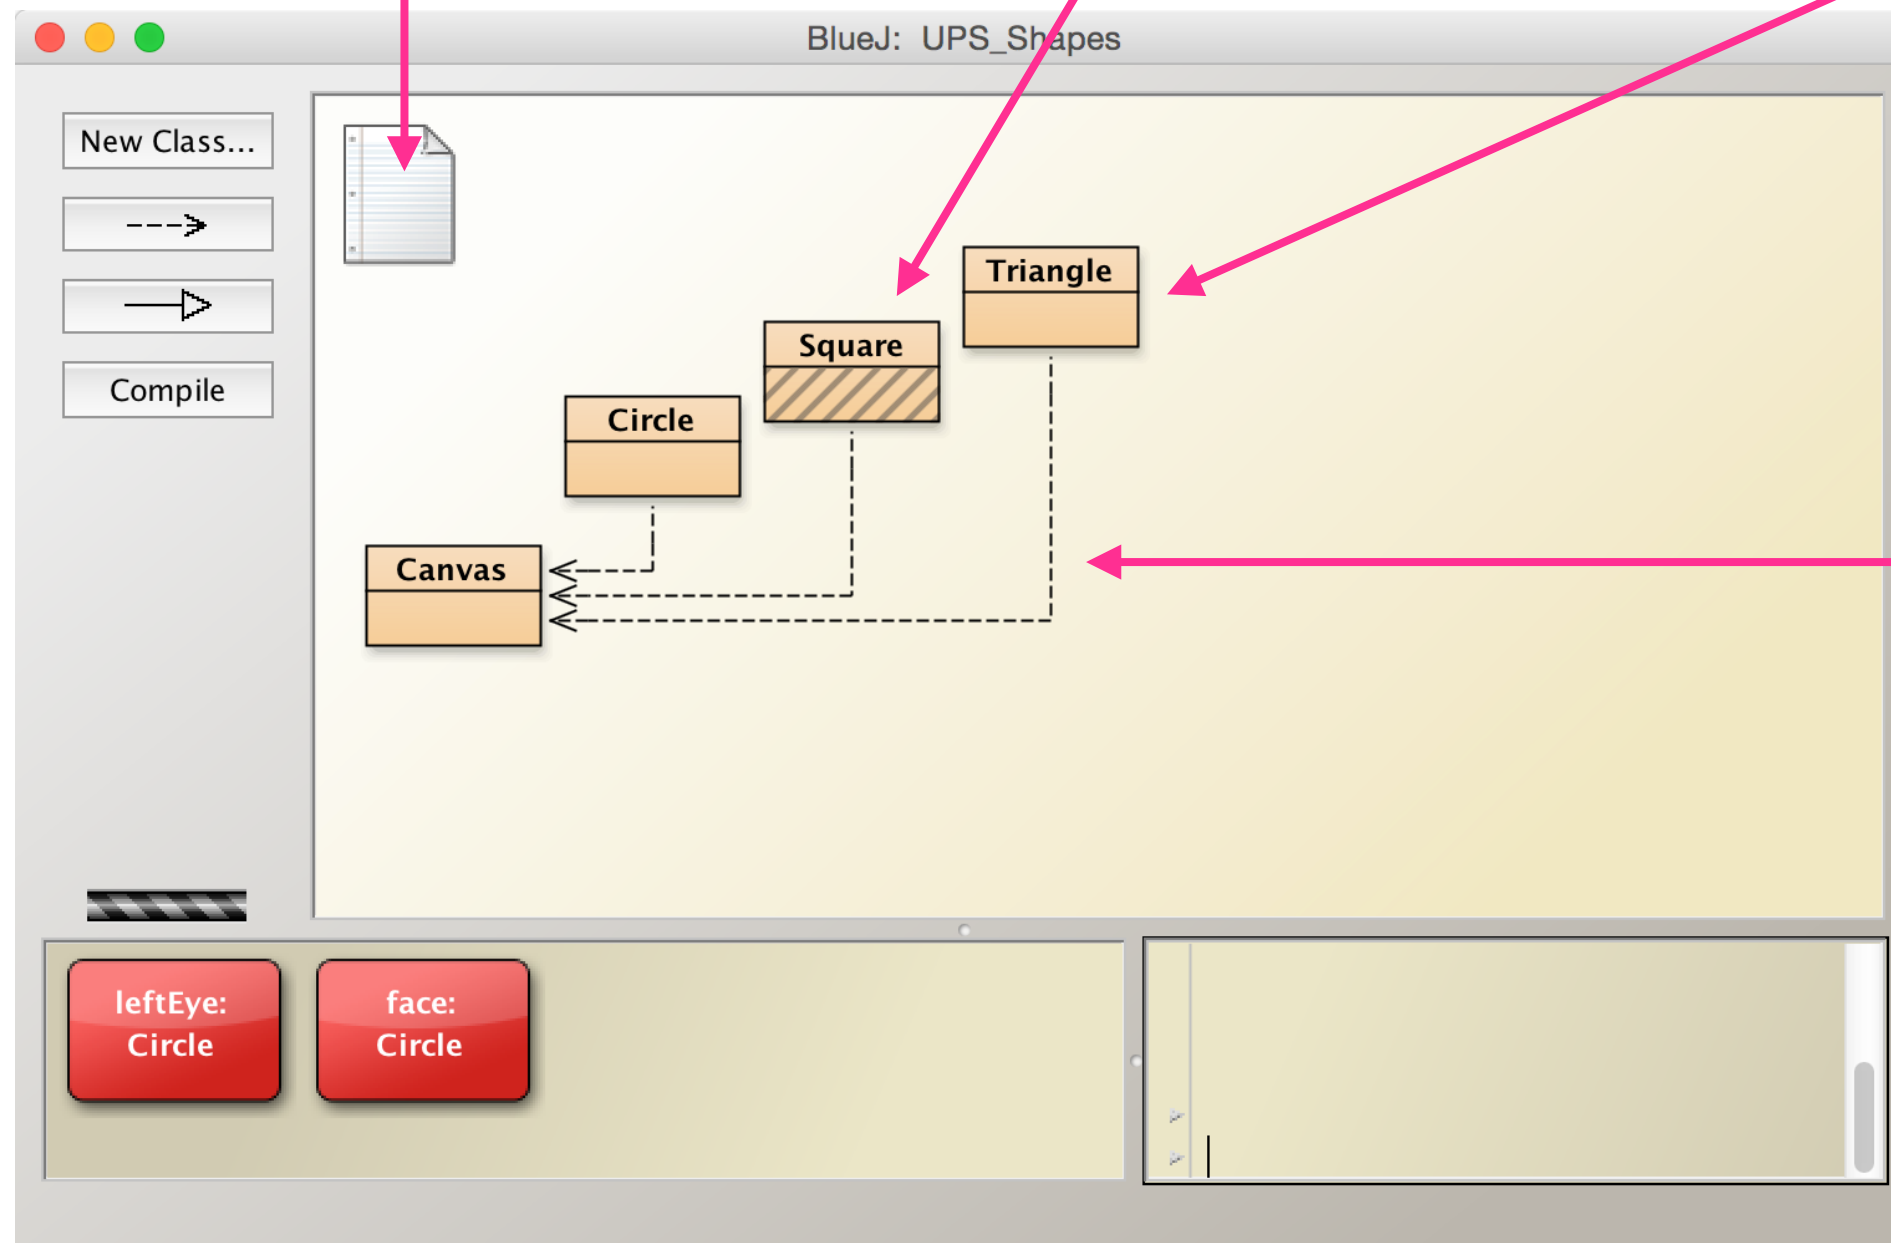 BlueJ: UPS_Shapes
New Class...
Compile
Triangle
Square
Circle
Canvas
leftEye:
Circle
face:
Circle